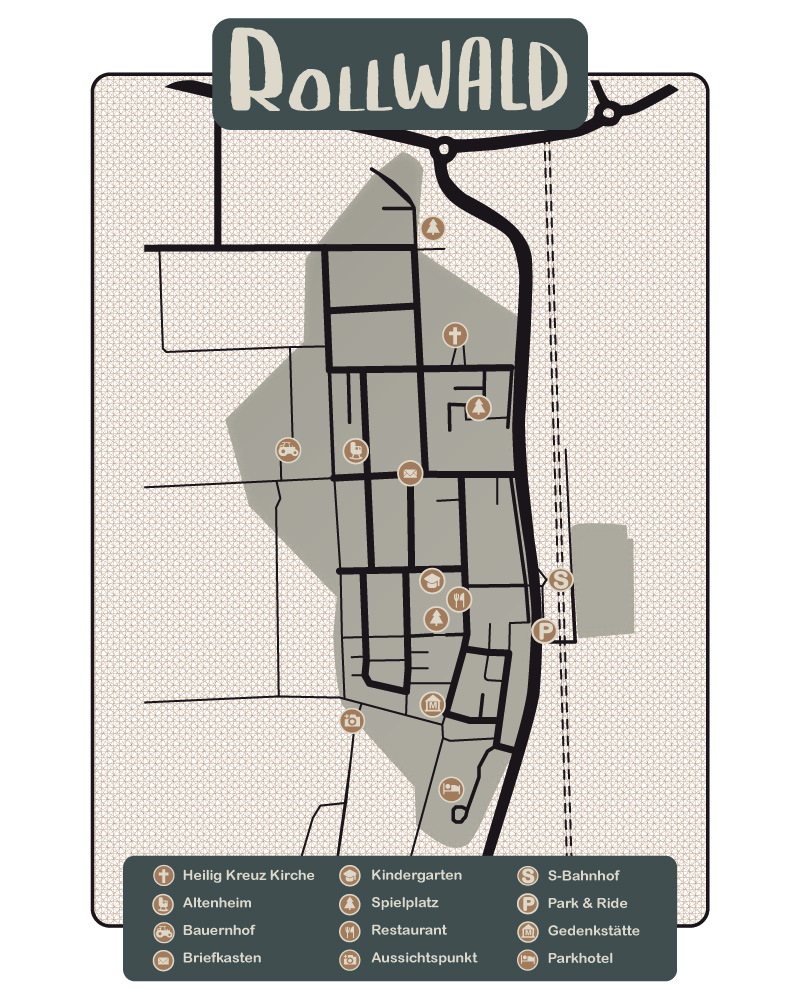 ROLLWALD
S
P
M
Heilig Kreuz Kirche
Altenheim
Bauernhof
Briefkasten
Kindergarten
Spielplatz
Restaurant
Aussichtspunkt
S S-Bahnhof
P Park & Ride
M Gedenkstätte
Parkhotel